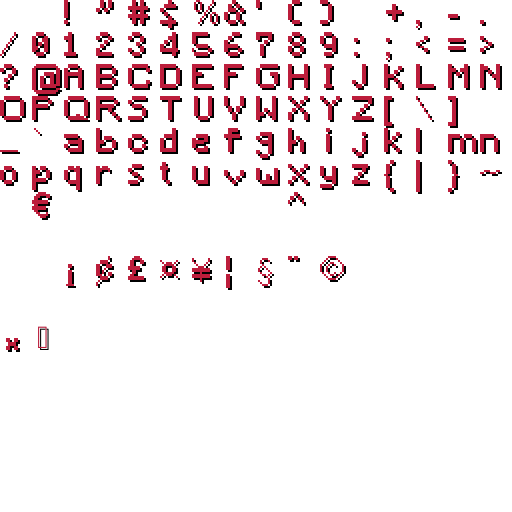 ! " # $ % & ' ( ) + , - .
/ 0 1 2 3 4 5 6 7 8 9 : ; < = >
? @ A B C D E F G H I J K L M N
O P Q R S T U V W X Y Z [ \ ]
_ ` a b c d e f g h i j k l m n
o p q r s t u v w x y z { | } ~
€ ^
¡ ¢ £ ¤ ¥ ¦ § ¨ ©